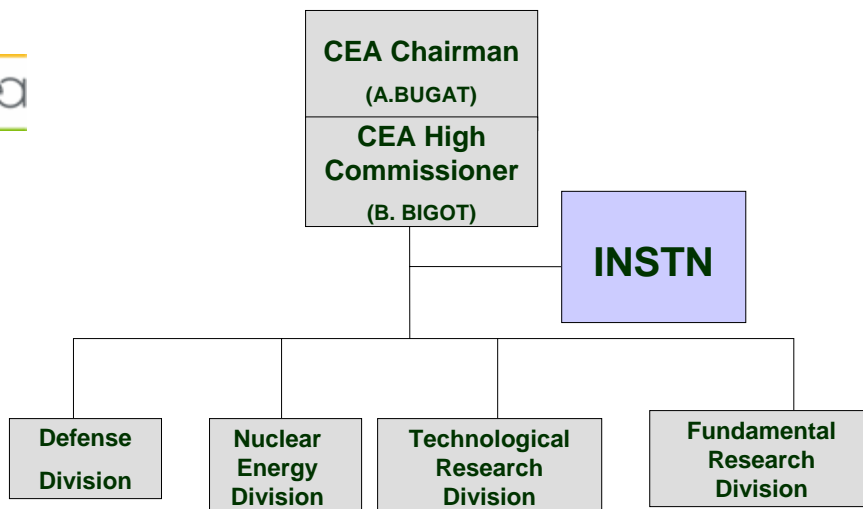 CEA Chairman
(A.BUGAT)
CEA High
Commissioner
(B. BIGOT)
INSTN
Defense
Division
Nuclear
Energy
Division
Technological
Research
Division
Fundamental
Research
Division